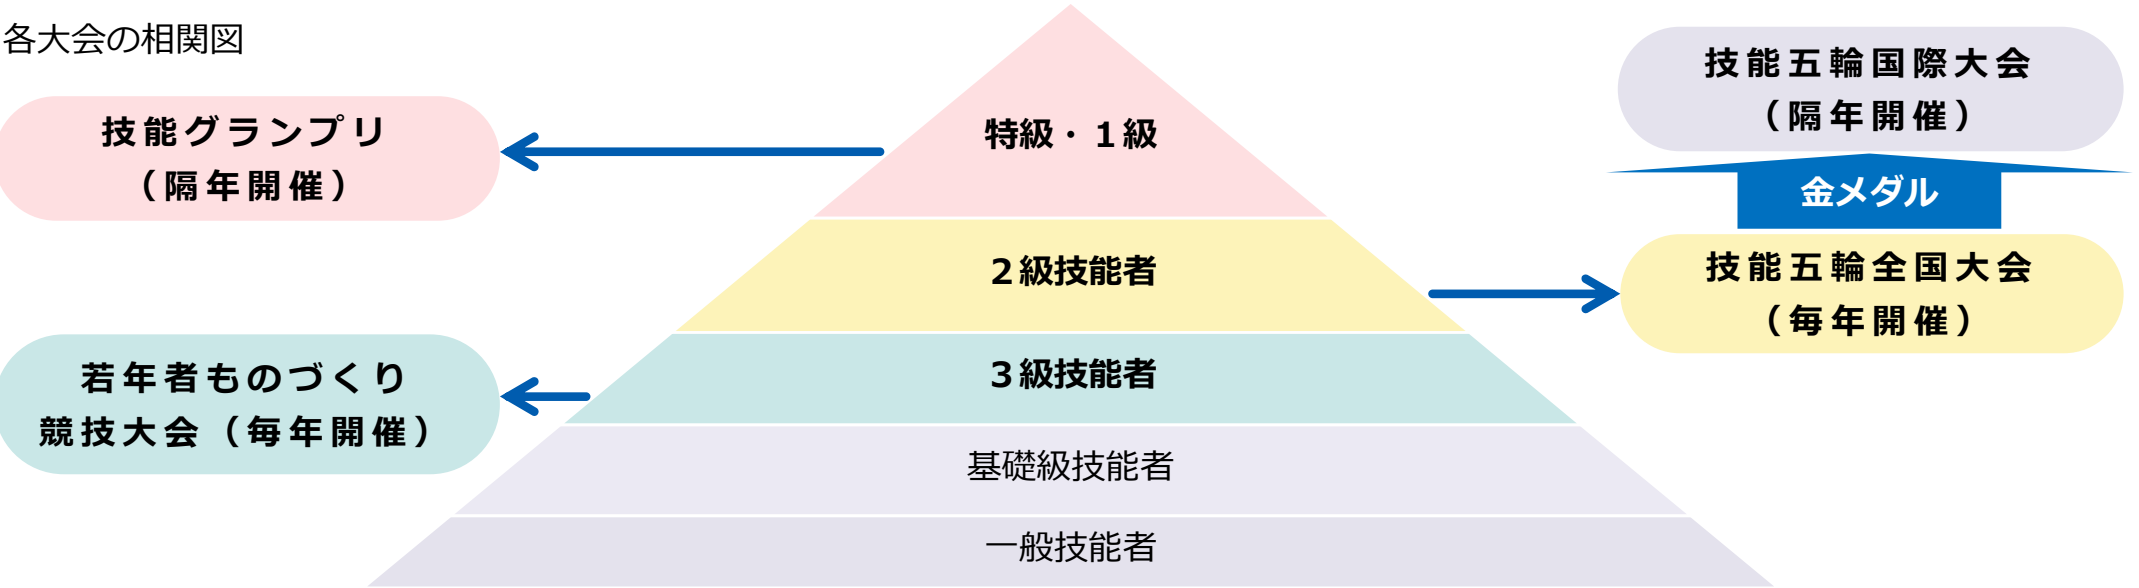 各大会の相関図
技能グランプリ
（隔年開催）
特級・１級
技能五輪国際大会
（隔年開催）
金メダル
２級技能者
技能五輪全国大会
（毎年開催）
若年者ものづくり
競技大会（毎年開催）
３級技能者
基礎級技能者
一般技能者